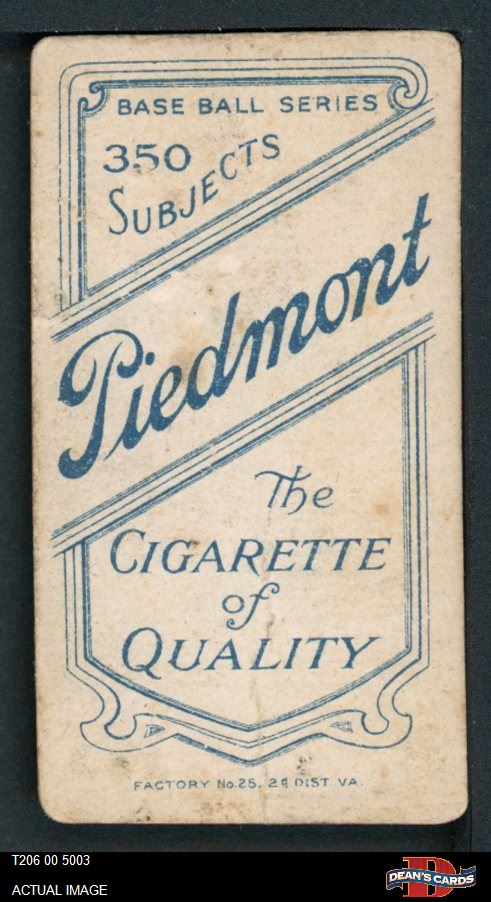 BASE BALL SERIES
350
SUBJECTS
Piedmont
The
CIGARETTE
of
QUALITY
FACTORY No.25. 2¢ DIST. VA.
T206 00 5003
ACTUAL IMAGE
D
DEAN'S CARDS